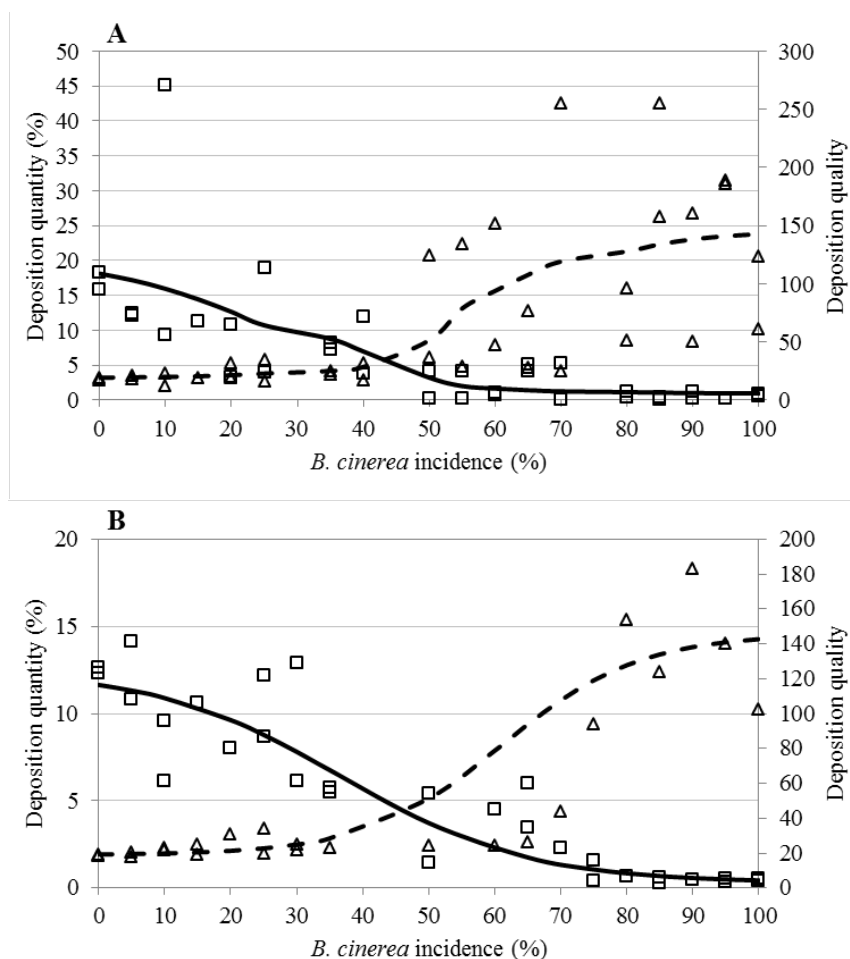 A
50 300
45
250
40
35
200
30
25
150
20
100
15
10
50
5
0 0
Deposition quantity (%)
Deposition quality
0 10 20 30 40 50 60 70 80 90 100
B. cinerea incidence (%)
B
20 200
180
160
15
140
120
10 100
80
60
5
40
20
0 0
Deposition quantity (%)
Deposition quality
0 10 20 30 40 50 60 70 80 90 100
B. cinerea incidence (%)